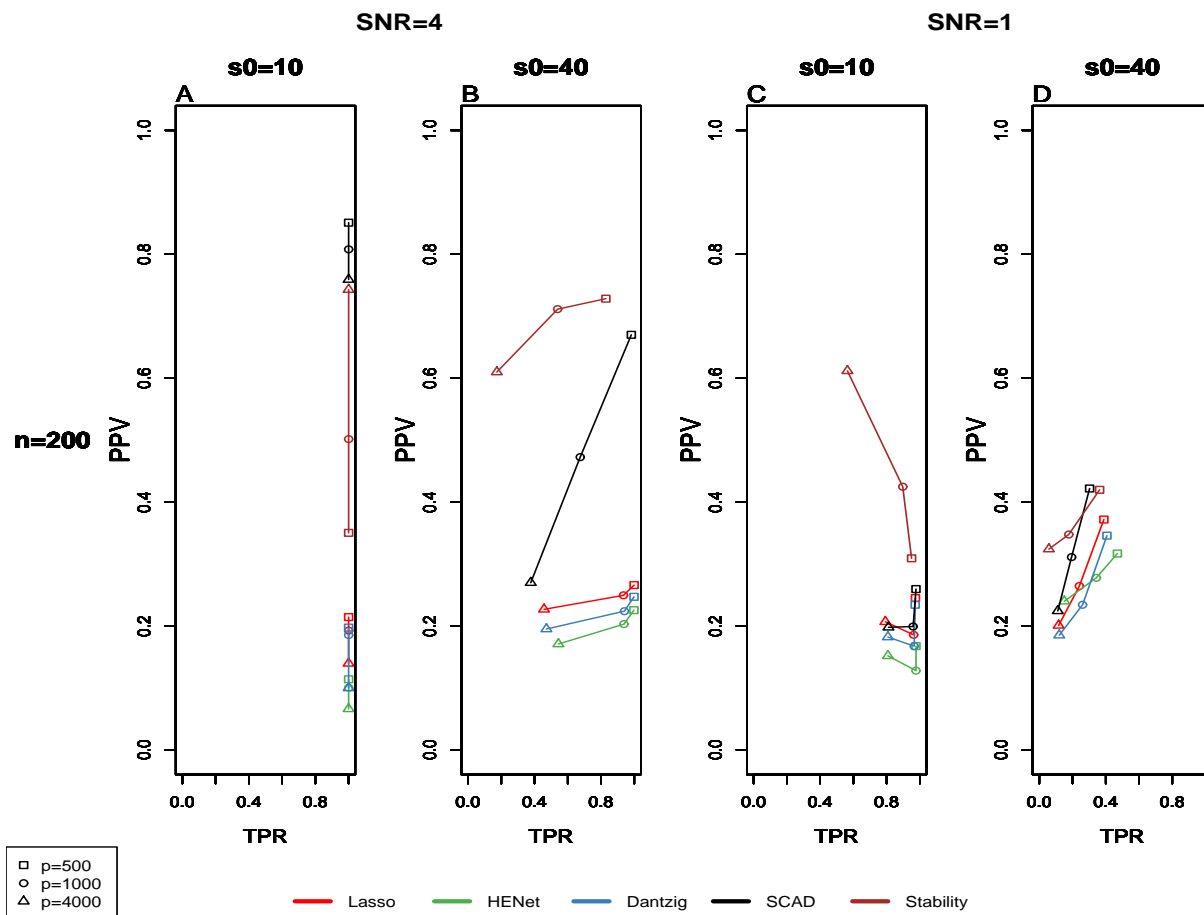 SNR=4 SNR=1
s0=10 s0=40 s0=10 s0=40
A B C D
1.0 1.0 1.0 1.0
0.8 0.8 0.8 0.8
0.6 0.6 0.6 0.6
n=200 PPV PPV PPV PPV
0.4 0.4 0.4 0.4
0.2 0.2 0.2 0.2
0.0 0.0 0.0 0.0
0.0 0.4 0.8 0.0 0.4 0.8 0.0 0.4 0.8 0.0 0.4 0.8
TPR TPR TPR TPR
p=500
p=1000
p=4000
Lasso HENet Dantzig SCAD Stability